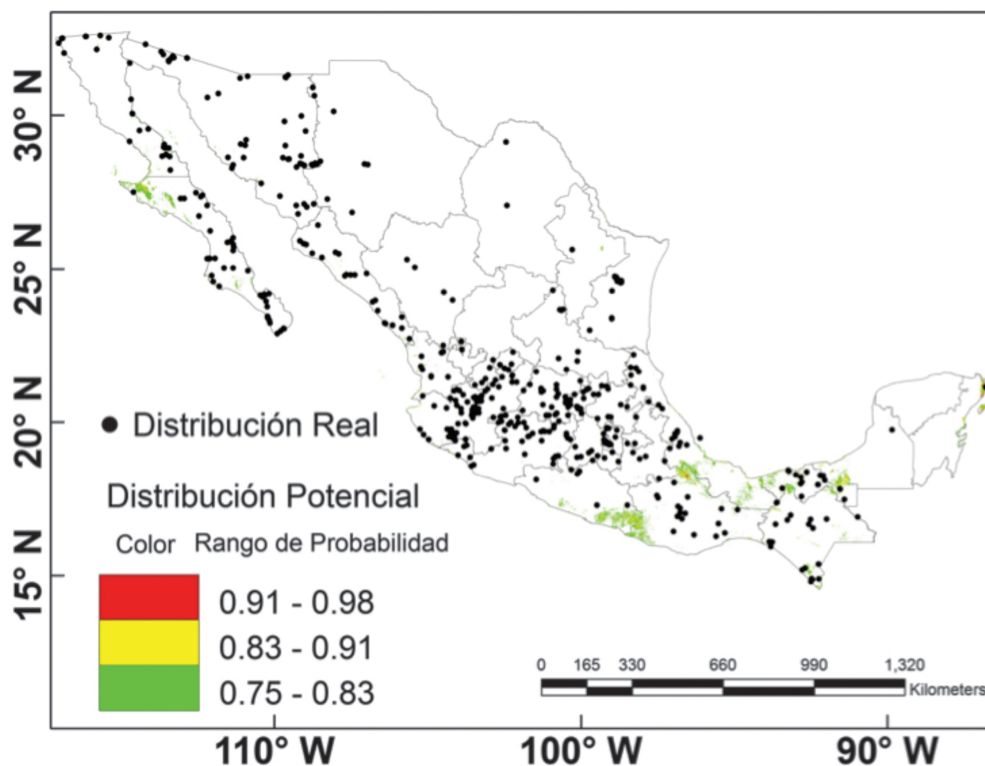 30° N
25° N
20° N
15° N
Distribución Real
Distribución Potencial
Color Rango de Probabilidad
0.91 - 0.98
0.83 - 0.91
0.75 - 0.83
0 165 330 660 990 1,320
Kilometers
110° W 100° W 90° W